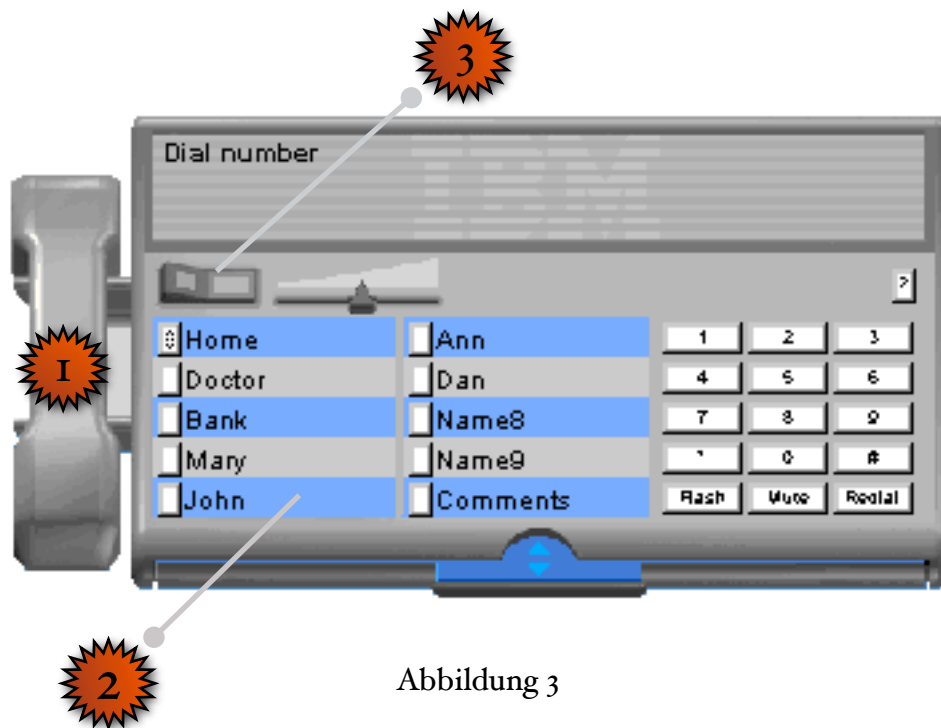 3
Dial number
IBM
?
Home Ann 1 2 3
1
Doctor Dan 4 5 6
Bank Name8 7 8 9
Mary Name9 * 0 #
John Comments Flash Mute Redial
2
Abbildung 3